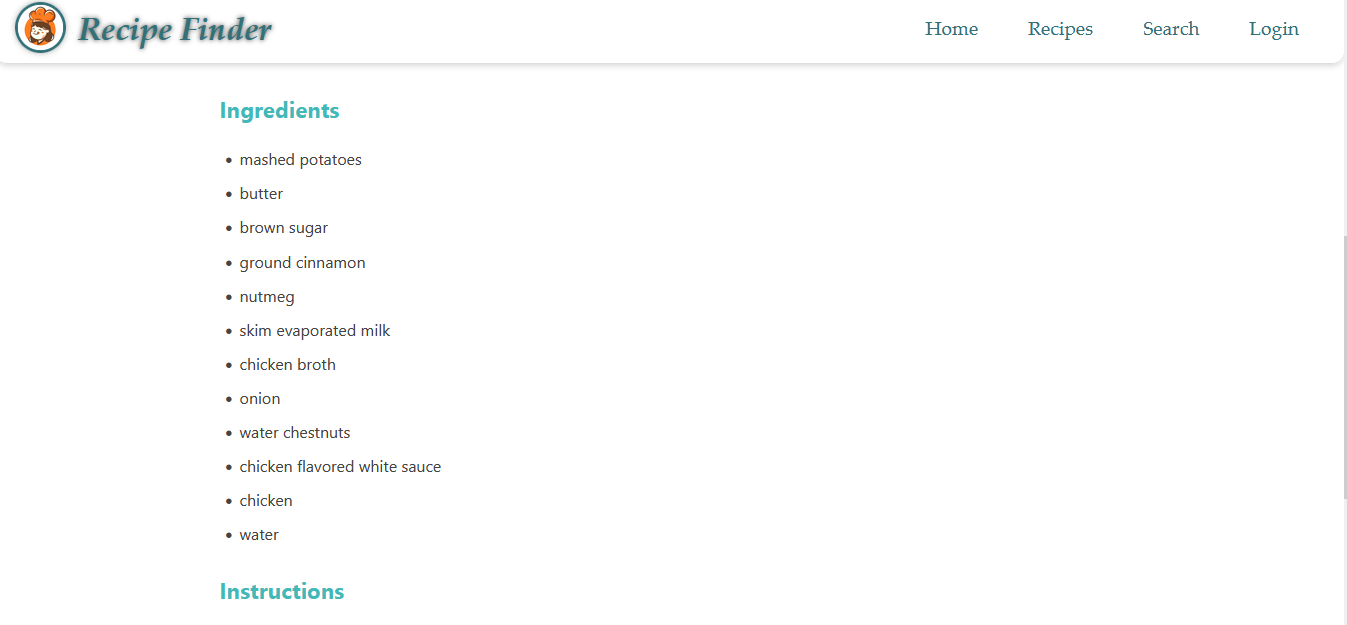 Recipe Finder
Home Recipes Search Login
Ingredients
• mashed potatoes
• butter
• brown sugar
• ground cinnamon
• nutmeg
• skim evaporated milk
• chicken broth
• onion
• water chestnuts
• chicken flavored white sauce
• chicken
• water
Instructions